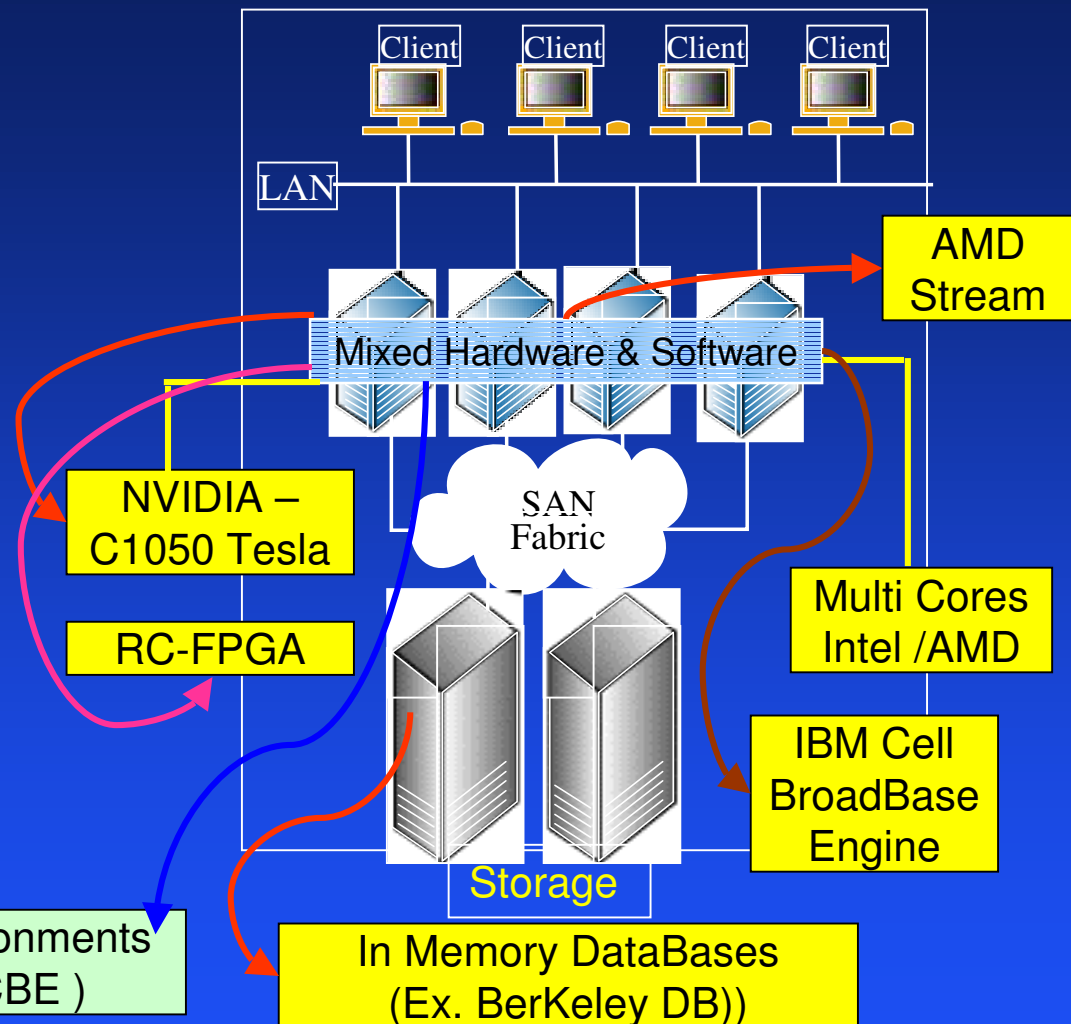 Client Client Client Client
LAN
AMD
Stream
Mixed Hardware & Software
NVIDIA –
C1050 Tesla
SAN
Fabric
Multi Cores
Intel /AMD
RC-FPGA
IBM Cell
BroadBase
Engine
Storage
onments
CBE )
In Memory DataBases
(Ex. BerKeley DB))